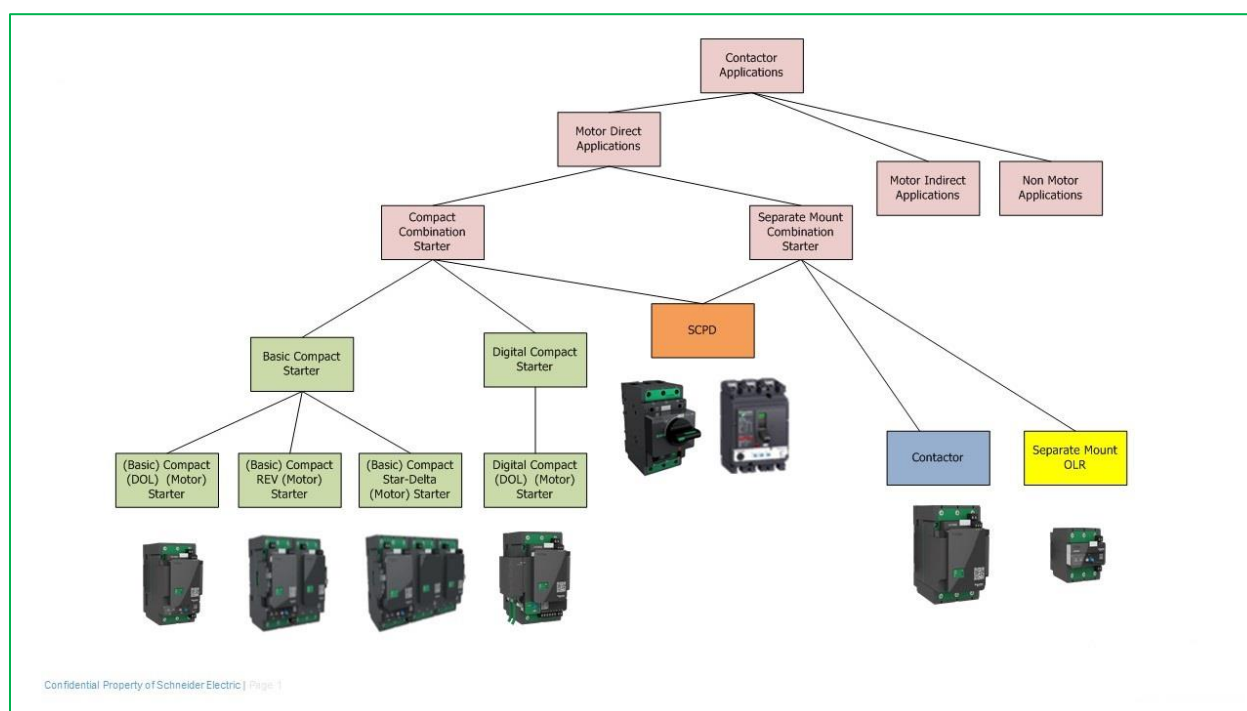 Contactor
Applications
Motor Direct
Applications
Motor Indirect
Applications
Non Motor
Applications
Compact
Combination
Starter
Separate Mount
Combination
Starter
SCPD
Basic Compact
Starter
Digital Compact
Starter
(Basic) Compact
(DOL) (Motor)
Starter
(Basic) Compact
REV (Motor)
Starter
(Basic) Compact
Star-Delta
(Motor) Starter
Digital Compact
(DOL) (Motor)
Starter
Contactor
Separate Mount
OLR
Confidential Property of Schneider Electric | Page 1